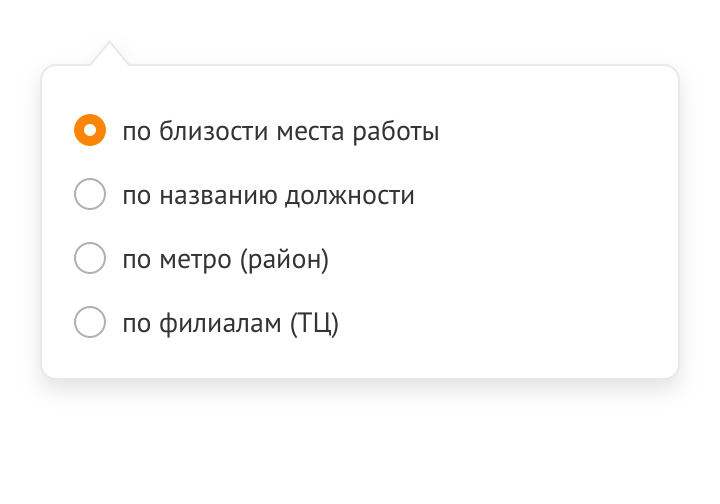 по близости места работы
по названию должности
по метро (район)
по филиалам (ТЦ)